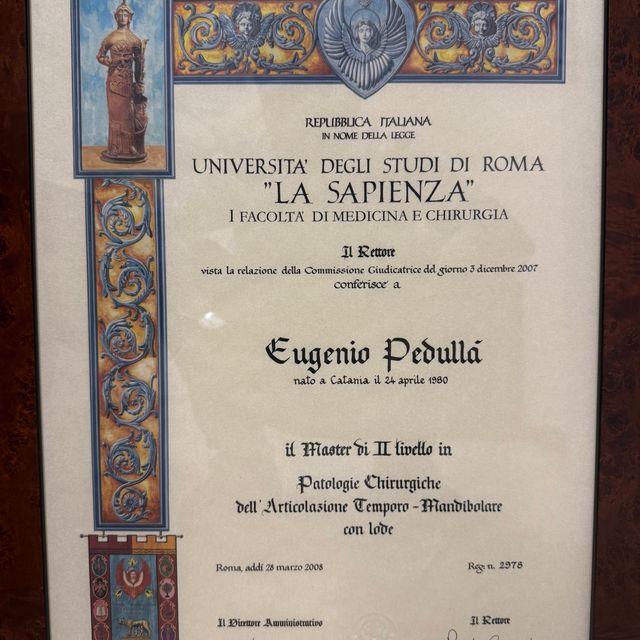 REPUBBLICA ITALIANA
IN NOME DELLA LEGGE
UNIVERSITA' DEGLI STUDI DI ROMA
"LA SAPIENZA"
I FACOLTA' DI MEDICINA E CHIRURGIA
Il Rettore
vista la relazione della Commissione Giudicatrice del giorno 3 dicembre 2007
conferisce a
Eugenio Pedullá
nato a Catania il 24 aprile 1980
il Master di II livello in
Patologie Chirurgiche
dell'Articolazione Temporo-Mandibolare
con lode
Roma, addí 28 marzo 2008 Reg. n. 2978
Il Direttore Amministrativo Il Rettore